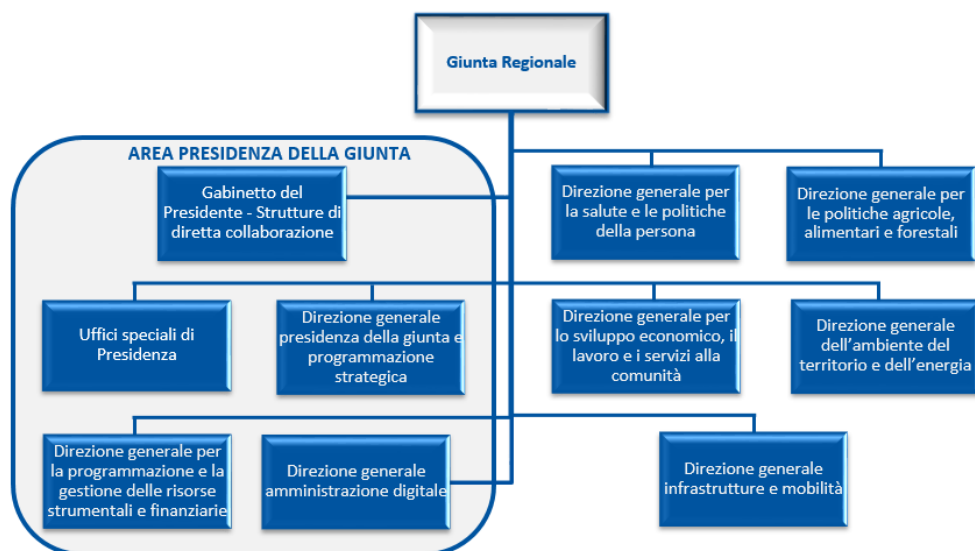 Giunta Regionale
AREA PRESIDENZA DELLA GIUNTA
Gabinetto del
Presidente - Strutture di
diretta collaborazione
Direzione generale per
la salute e le politiche
della persona
Direzione generale per
le politiche agricole,
alimentari e forestali
Uffici speciali di
Presidenza
Direzione generale
presidenza della giunta e
programmazione
strategica
Direzione generale per
lo sviluppo economico, il
lavoro e i servizi alla
comunità
Direzione generale
dell'ambiente del
territorio e dell'energia
Direzione generale per
la programmazione e la
gestione delle risorse
strumentali e finanziarie
Direzione generale
amministrazione digitale
Direzione generale
infrastrutture e mobilità